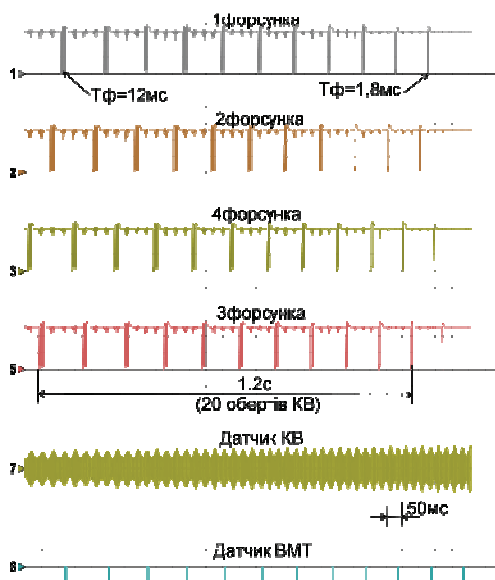 1форсунка
1
Тф=12мс
Тф=1,8мс
2форсунка
2
4форсунка
3
3форсунка
5
1.2с
(20 обертів КВ)
Датчик КВ
7
50мс
Датчик ВМТ
8